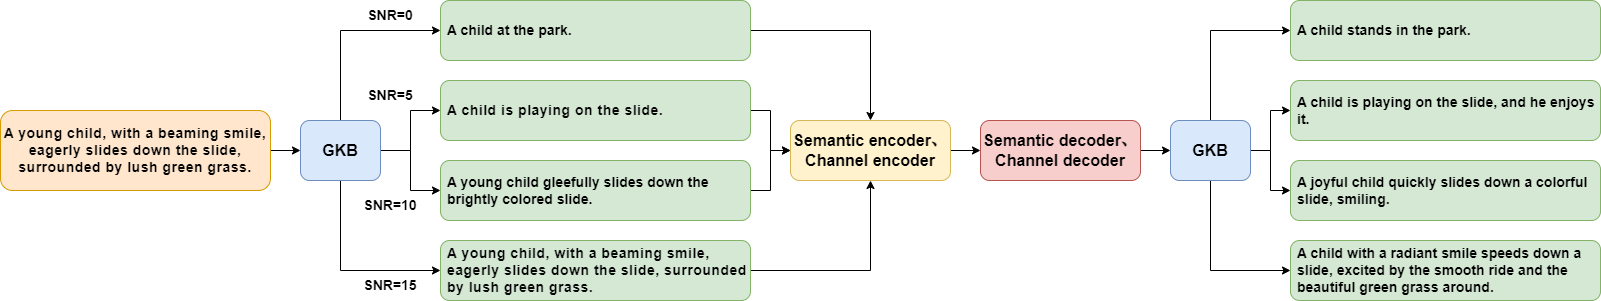 A young child, with a beaming smile,
eagerly slides down the slide,
surrounded by lush green grass.
GKB
SNR=0
A child at the park.
SNR=5
A child is playing on the slide.
SNR=10
A young child gleefully slides down the
brightly colored slide.
SNR=15
A young child, with a beaming smile,
eagerly slides down the slide, surrounded
by lush green grass.
Semantic encoder、
Channel encoder
Semantic decoder、
Channel decoder
GKB
A child stands in the park.
A child is playing on the slide, and he enjoys
it.
A joyful child quickly slides down a colorful
slide, smiling.
A child with a radiant smile speeds down a
slide, excited by the smooth ride and the
beautiful green grass around.